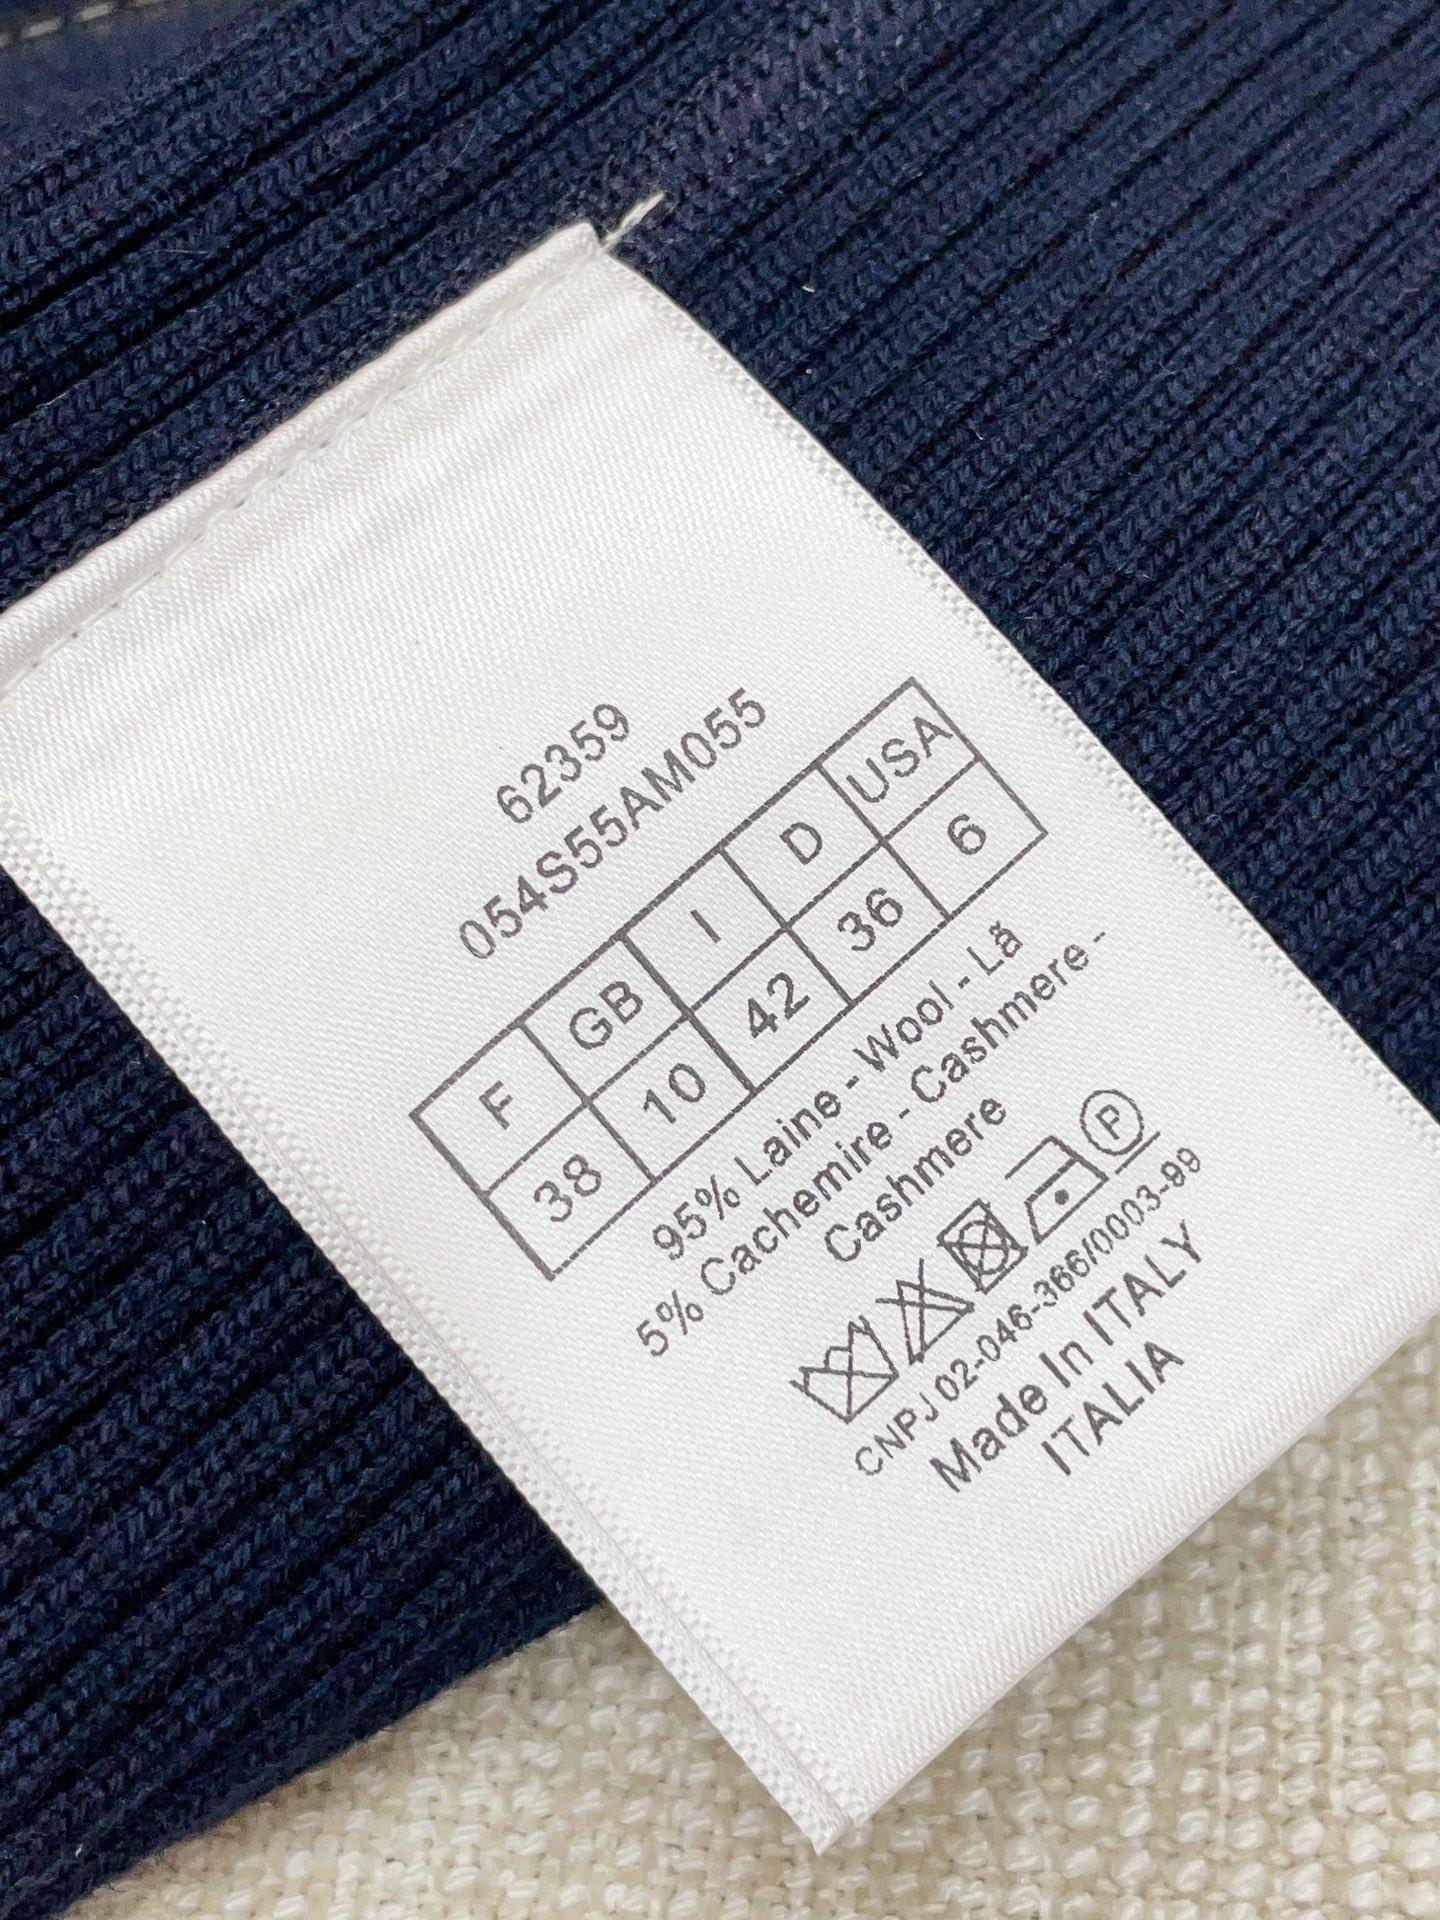 62359
054S55AM055
F GB I D USA
38 10 42 36 6
95% Laine - Wool - Lã
5% Cachemire - Cashmere -
Cashmere
P
CNPJ 02-046-366/0003-99
Made In ITALY
ITALIA